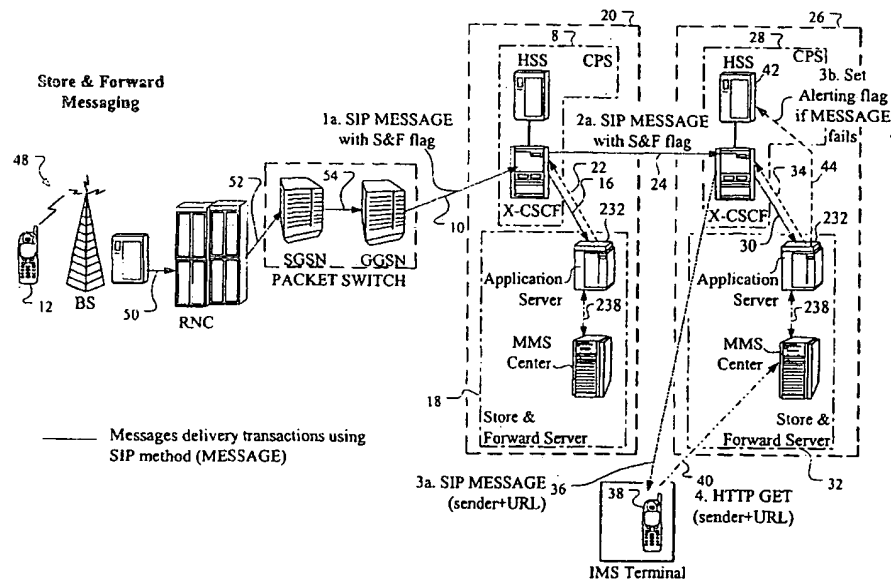 20
26
8
28
HSS
CPS
HSS
42
CPS
3b. Set
Alerting flag
if MESSAGE
fails
Store & Forward
Messaging
1a. SIP MESSAGE
with S&F flag
2a. SIP MESSAGE
with S&F flag
48
52
54
22
16
10
24
34
44
30
X-CSCF
X-CSCF
232
232
12
BS
50
RNC
SGSN
GGSN
PACKET SWITCH
Application
Server
Application
Server
238
238
MMS
Center
MMS
Center
18
Store &
Forward Server
Store &
Forward Server
Messages delivery transactions using
SIP method (MESSAGE)
3a. SIP MESSAGE
(sender+URL)
36
38
40
32
4. HTTP GET
(sender+URL)
IMS Terminal